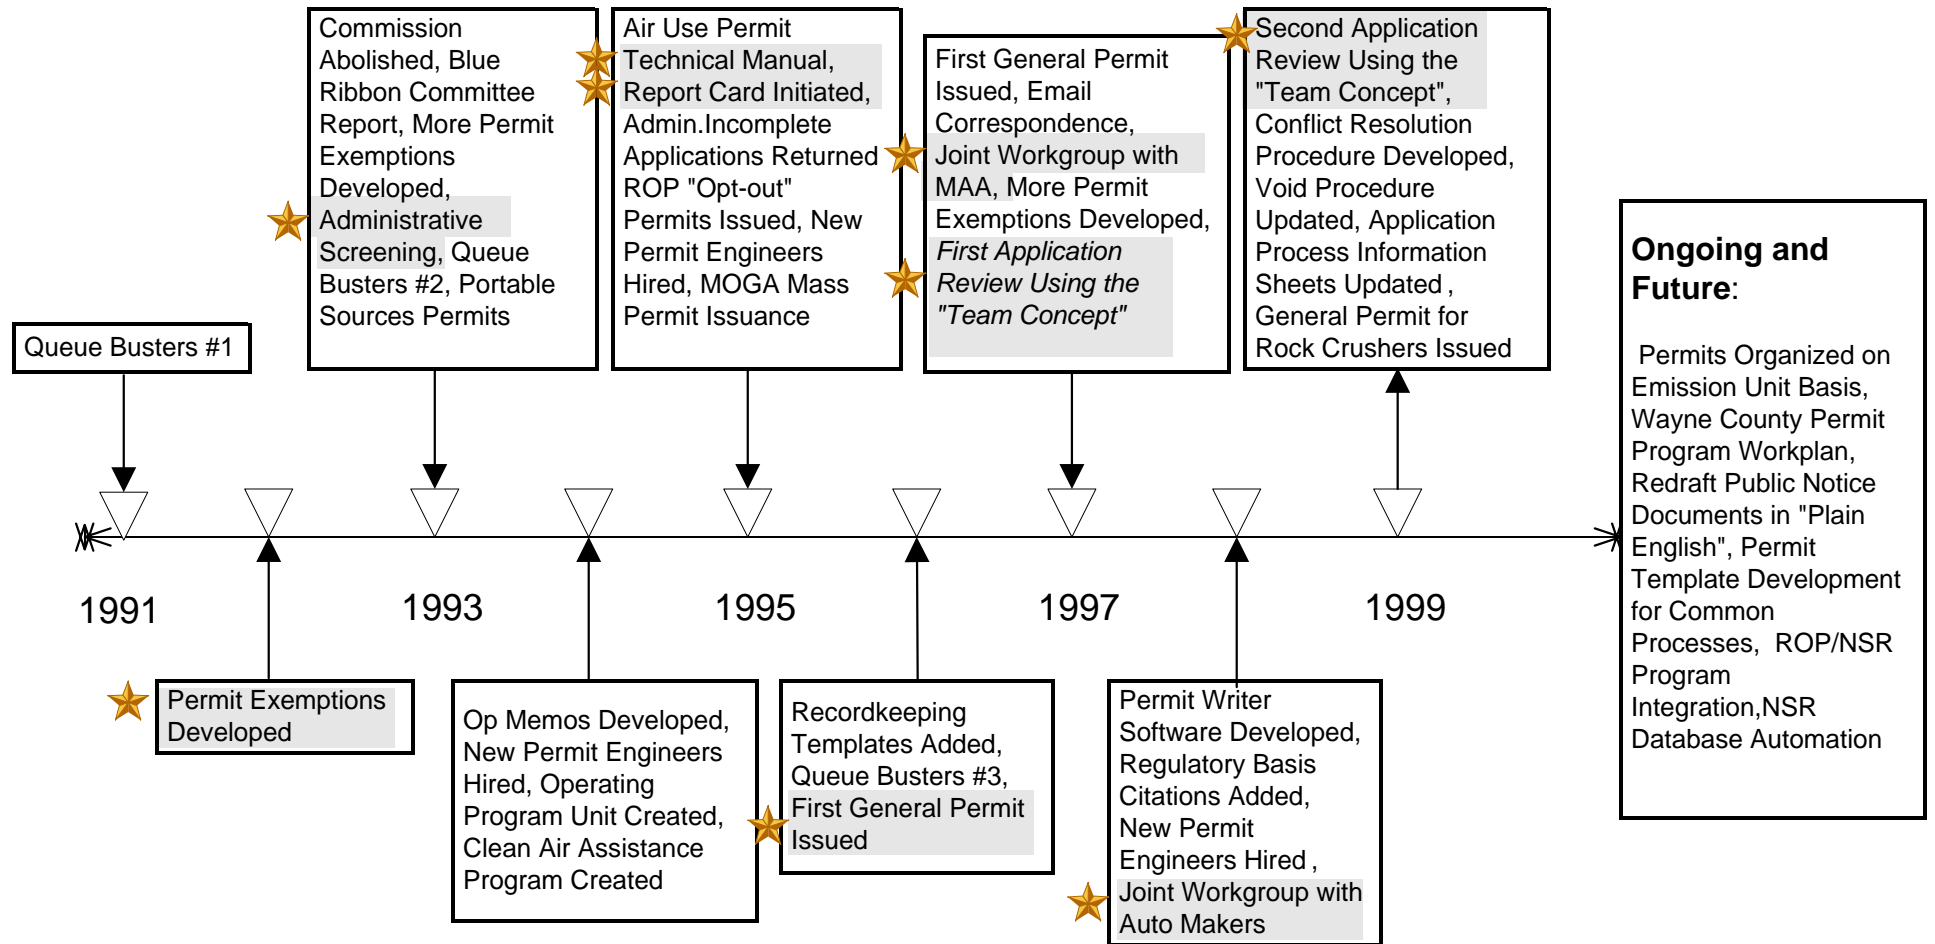 Queue Busters #1
Commission
Abolished, Blue
Ribbon Committee
Report, More Permit
Exemptions
Developed,
Administrative
Screening, Queue
Busters #2, Portable
Sources Permits
Air Use Permit
Technical Manual,
Report Card Initiated,
Admin.Incomplete
Applications Returned
ROP "Opt-out"
Permits Issued, New
Permit Engineers
Hired, MOGA Mass
Permit Issuance
First General Permit
Issued, Email
Correspondence,
Joint Workgroup with
MAA, More Permit
Exemptions Developed,
First Application
Review Using the
"Team Concept"
Second Application
Review Using the
"Team Concept",
Conflict Resolution
Procedure Developed,
Void Procedure
Updated, Application
Process Information
Sheets Updated ,
General Permit for
Rock Crushers Issued
Ongoing and
Future:
Permits Organized on
Emission Unit Basis,
Wayne County Permit
Program Workplan,
Redraft Public Notice
Documents in "Plain
English", Permit
Template Development
for Common
Processes, ROP/NSR
Program
Integration,NSR
Database Automation
1991
1993
1995
1997
1999
Permit Exemptions
Developed
Op Memos Developed,
New Permit Engineers
Hired, Operating
Program Unit Created,
Clean Air Assistance
Program Created
Recordkeeping
Templates Added,
Queue Busters #3,
First General Permit
Issued
Permit Writer
Software Developed,
Regulatory Basis
Citations Added,
New Permit
Engineers Hired ,
Joint Workgroup with
Auto Makers